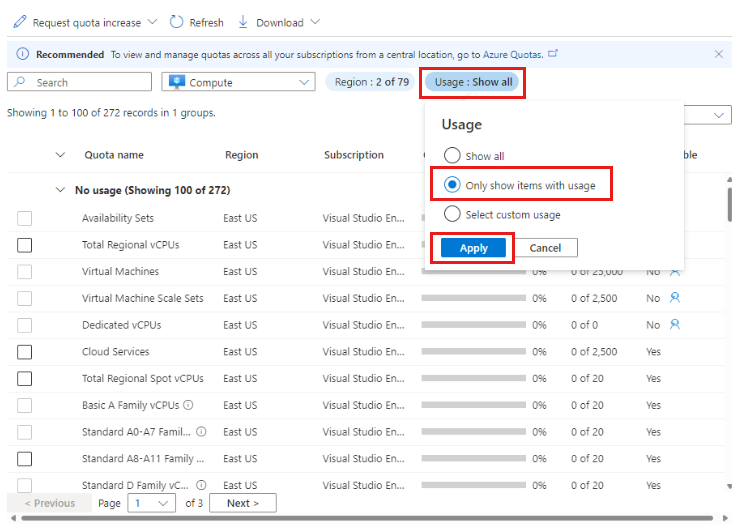 Request quota increase Refresh Download
Recommended To view and manage quotas across all your subscriptions from a central location, go to Azure Quotas.
Search Compute Region : 2 of 79 Usage : Show all
Showing 1 to 100 of 272 records in 1 groups.
Usage
Show all
Only show items with usage
Select custom usage
Apply Cancel
Quota name Region Subscription
No usage (Showing 100 of 272)
Availability Sets East US Visual Studio En...
Total Regional vCPUs East US Visual Studio En...
Virtual Machines East US Visual Studio En... 0% 0 of 25,000 No
Virtual Machine Scale Sets East US Visual Studio En... 0% 0 of 2,500 No
Dedicated vCPUs East US Visual Studio En... 0% 0 of 0 No
Cloud Services East US Visual Studio En... 0% 0 of 2,500 Yes
Total Regional Spot vCPUs East US Visual Studio En... 0% 0 of 20 Yes
Basic A Family vCPUs East US Visual Studio En... 0% 0 of 20 Yes
Standard A0-A7 Famil... East US Visual Studio En... 0% 0 of 20 Yes
Standard A8-A11 Family ... East US Visual Studio En... 0% 0 of 20 Yes
Standard D Family vC... East US Visual Studio En... 0% 0 of 20 Yes
< Previous Page 1 of 3 Next >